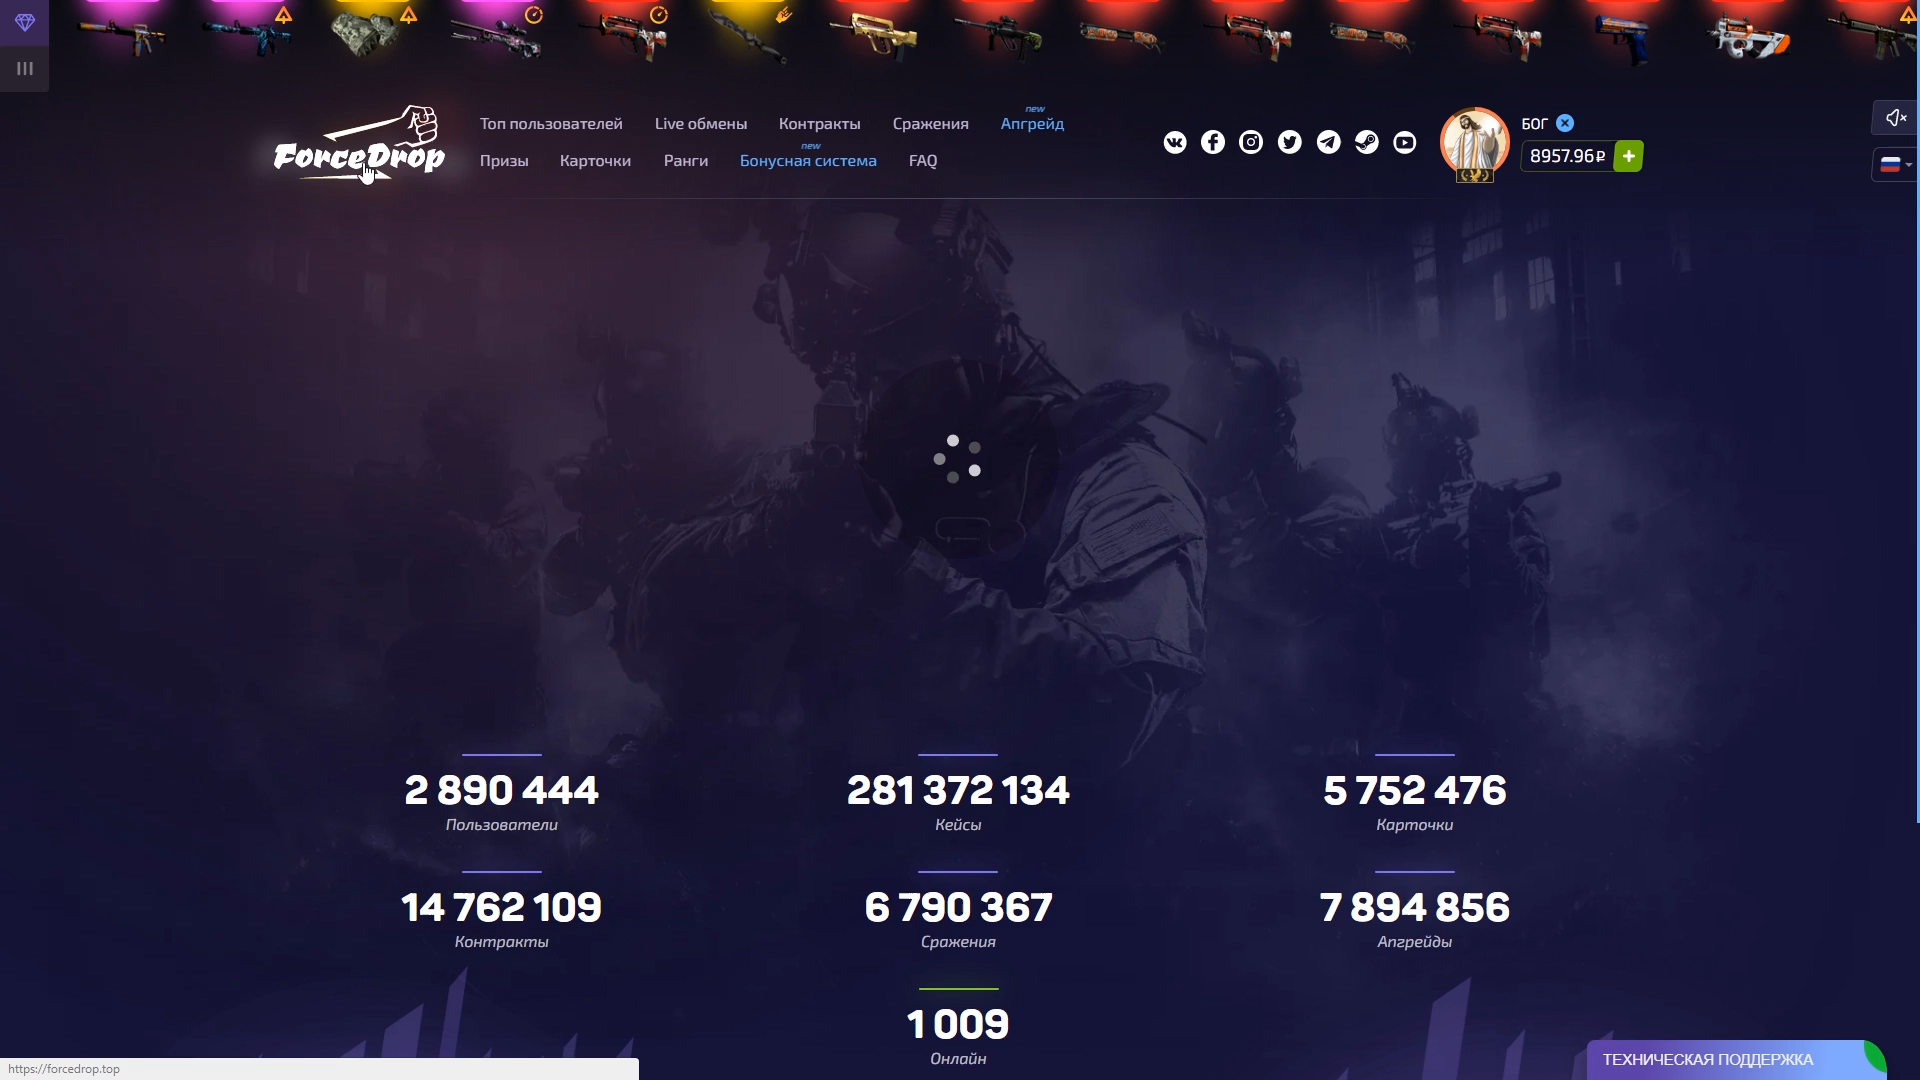 ForceDrop
Топ пользователей
Live обмены
Контракты
Сражения
new
Апгрейд
Призы
Карточки
Ранги
new
Бонусная система
FAQ
БОГ
8957.96₽
2 890 444
Пользователи
281 372 134
Кейсы
5 752 476
Карточки
14 762 109
Контракты
6 790 367
Сражения
7 894 856
Апгрейды
1 009
Онлайн
https://forcedrop.top
ТЕХНИЧЕСКАЯ ПОДДЕРЖКА